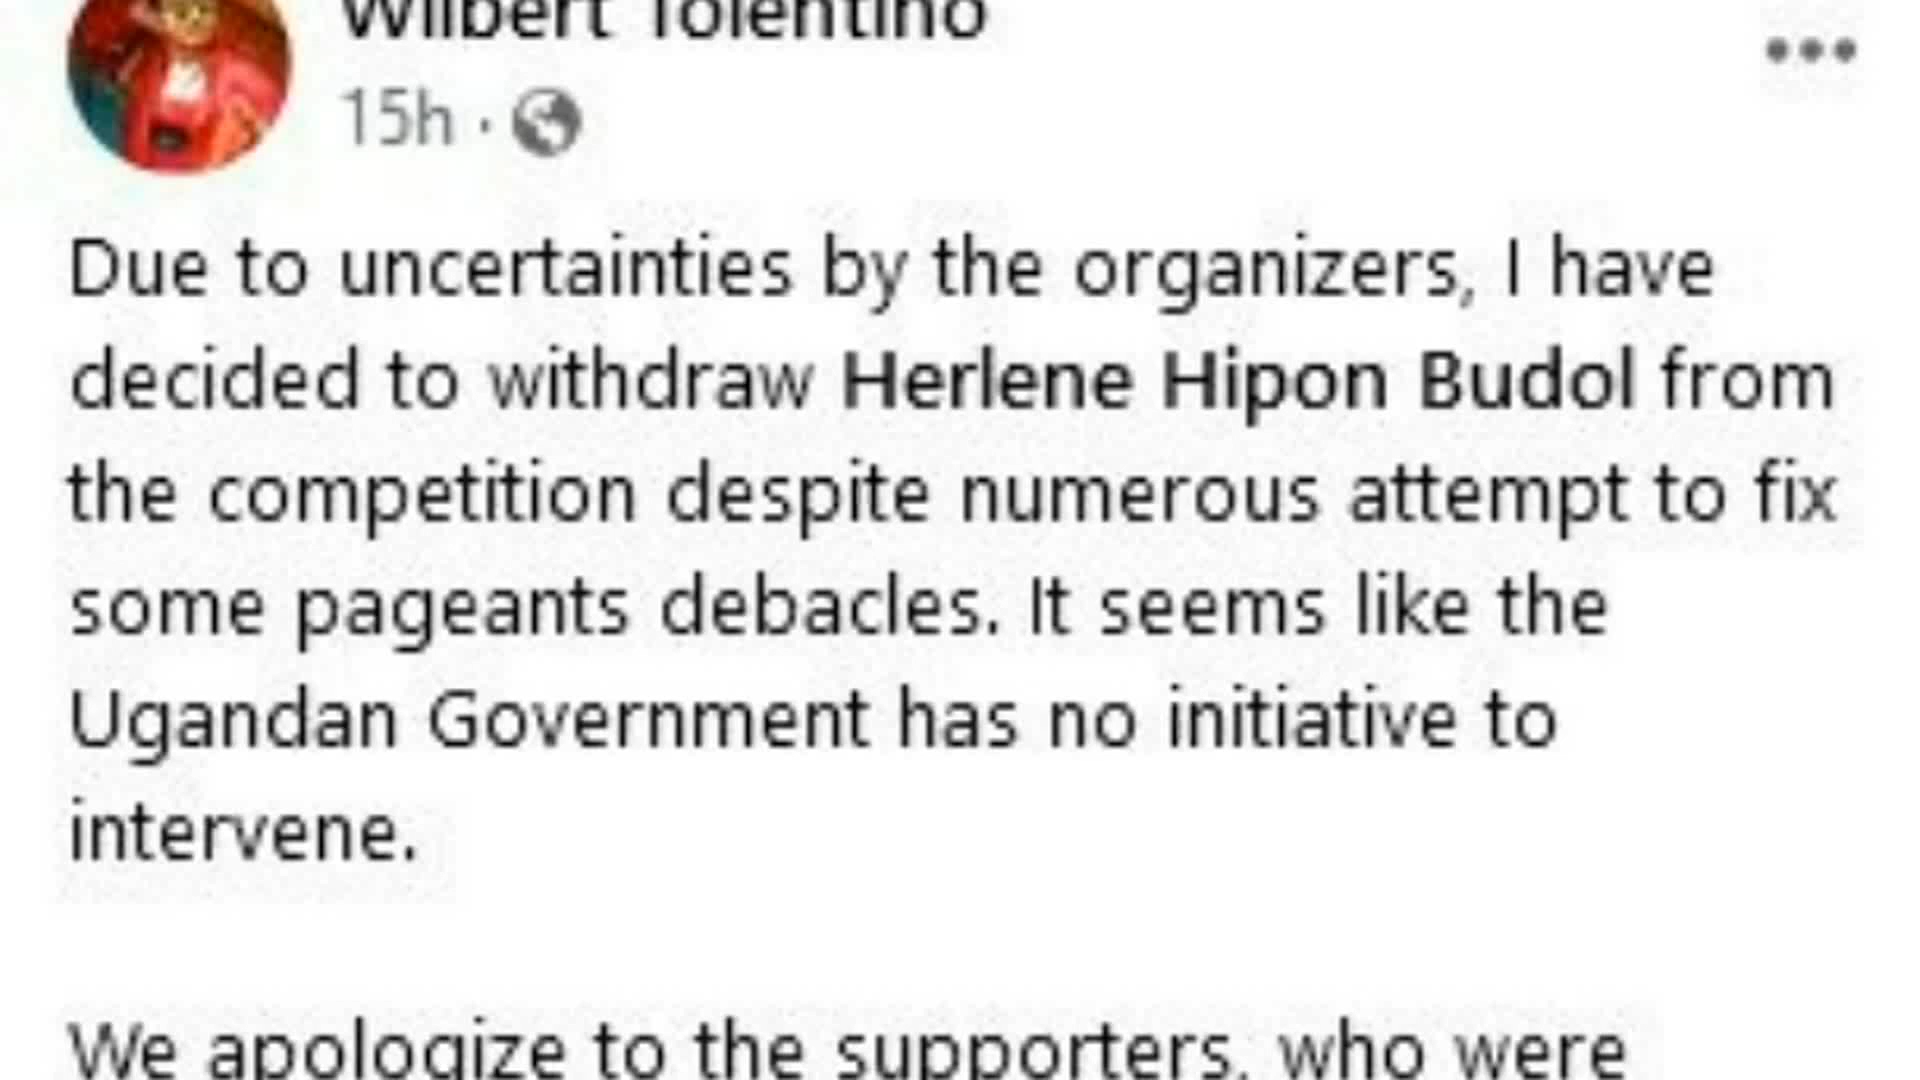 Wilbert Tolentino
15h
Due to uncertainties by the organizers, I have
decided to withdraw Herlene Hipon Budol from
the competition despite numerous attempt to fix
some pageants debacles. It seems like the
Ugandan Government has no initiative to
intervene.
We apologize to the supporters, who were